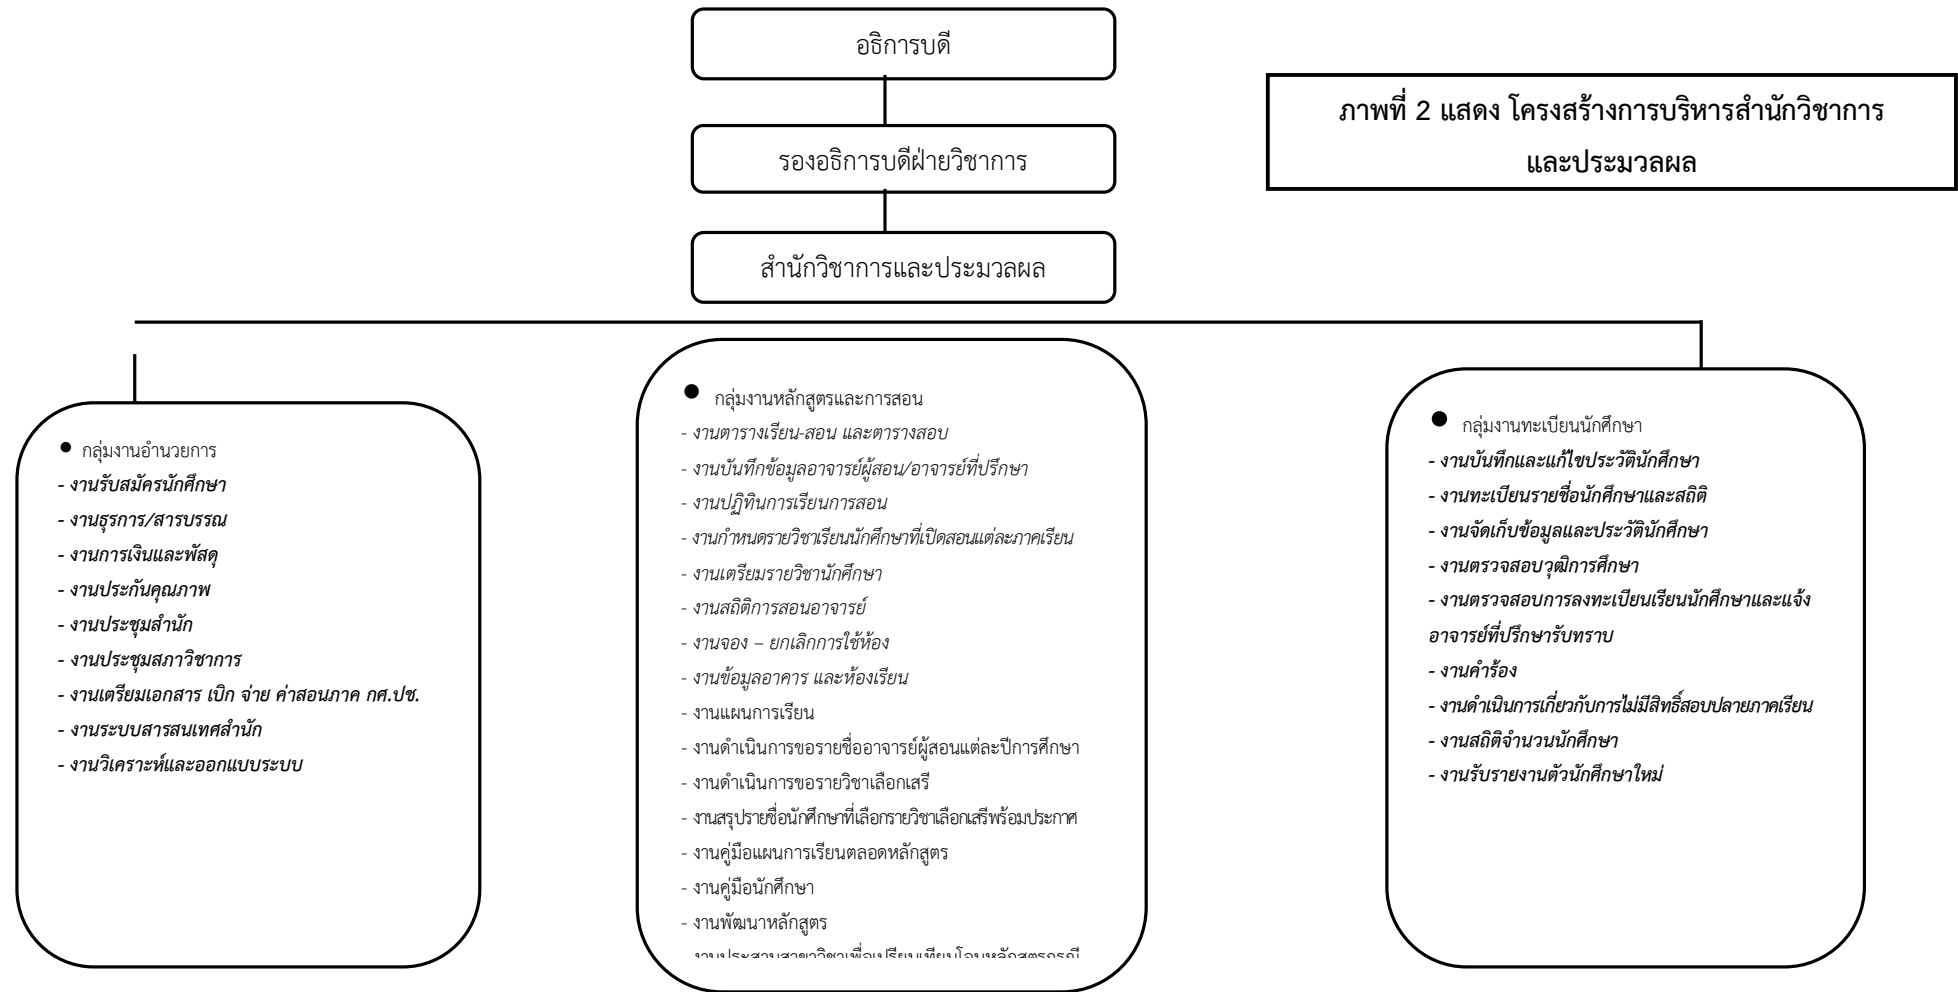 อธิการบดี
ภาพที่ 2 แสดง โครงสร้างการบริหารสำนักวิชาการ
และประมวลผล
รองอธิการบดีฝ่ายวิชาการ
สำนักวิชาการและประมวลผล
● กลุ่มงานอำนวยการ
- งานรับสมัครนักศึกษา
- งานธุรการ/สารบรรณ
- งานการเงินและพัสดุ
- งานประกันคุณภาพ
- งานประชุมสำนัก
- งานประชุมสภาวิชาการ
- งานเตรียมเอกสาร เบิก จ่าย ค่าสอนภาค กศ.ปช.
- งานระบบสารสนเทศสำนัก
- งานวิเคราะห์และออกแบบระบบ
● กลุ่มงานหลักสูตรและการสอน
- งานตารางเรียน-สอน และตารางสอบ
- งานบันทึกข้อมูลอาจารย์ผู้สอน/อาจารย์ที่ปรึกษา
- งานปฏิทินการเรียนการสอน
- งานกำหนดรายวิชาเรียนนักศึกษาที่เปิดสอนแต่ละภาคเรียน
- งานเตรียมรายวิชานักศึกษา
- งานสถิติการสอนอาจารย์
- งานจอง – ยกเลิกการใช้ห้อง
- งานข้อมูลอาคาร และห้องเรียน
- งานแผนการเรียน
- งานดำเนินการขอรายชื่ออาจารย์ผู้สอนแต่ละปีการศึกษา
- งานดำเนินการขอรายวิชาเลือกเสรี
- งานสรุปรายชื่อนักศึกษาที่เลือกรายวิชาเลือกเสรีพร้อมประกาศ
- งานคู่มือแผนการเรียนตลอดหลักสูตร
- งานคู่มือนักศึกษา
- งานพัฒนาหลักสูตร
- งานประสานสาขาวิชาเพื่อเปรียบเทียบโอนหลักสูตรกรณี
● กลุ่มงานทะเบียนนักศึกษา
- งานบันทึกและแก้ไขประวัตินักศึกษา
- งานทะเบียนรายชื่อนักศึกษาและสถิติ
- งานจัดเก็บข้อมูลและประวัตินักศึกษา
- งานตรวจสอบวุฒิการศึกษา
- งานตรวจสอบการลงทะเบียนเรียนนักศึกษาและแจ้ง
อาจารย์ที่ปรึกษารับทราบ
- งานคำร้อง
- งานดำเนินการเกี่ยวกับการไม่มีสิทธิ์สอบปลายภาคเรียน
- งานสถิติจำนวนนักศึกษา
- งานรับรายงานตัวนักศึกษาใหม่